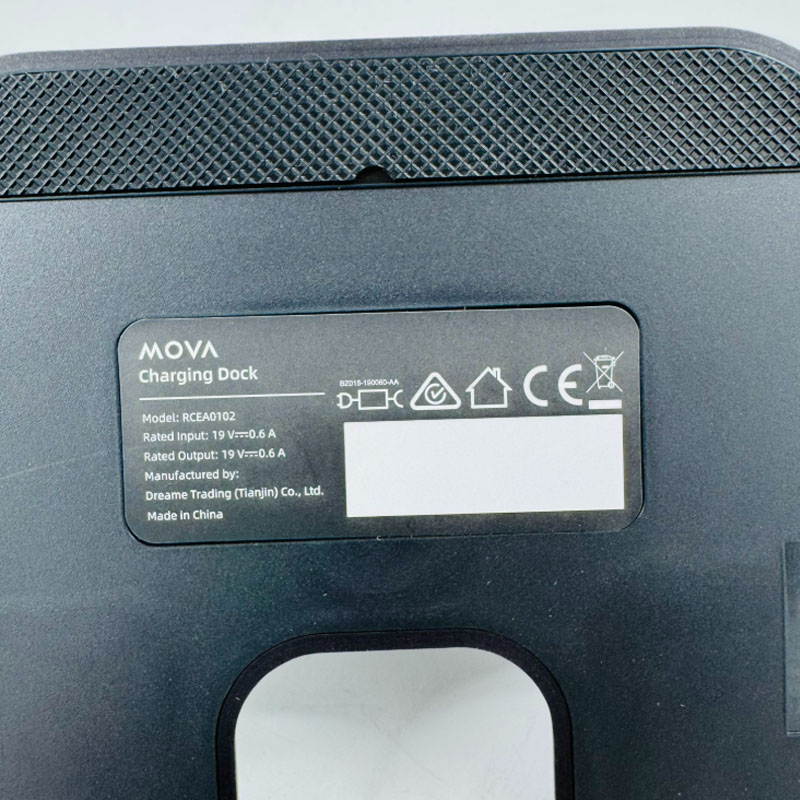 MOVA
Charging Dock
Model: RCEA0102
Rated Input: 19 V⎓0.6 A
Rated Output: 19 V⎓0.6 A
Manufactured by:
Dreame Trading (Tianjin) Co., Ltd.
Made in China
BZ015-190060-AA
CE